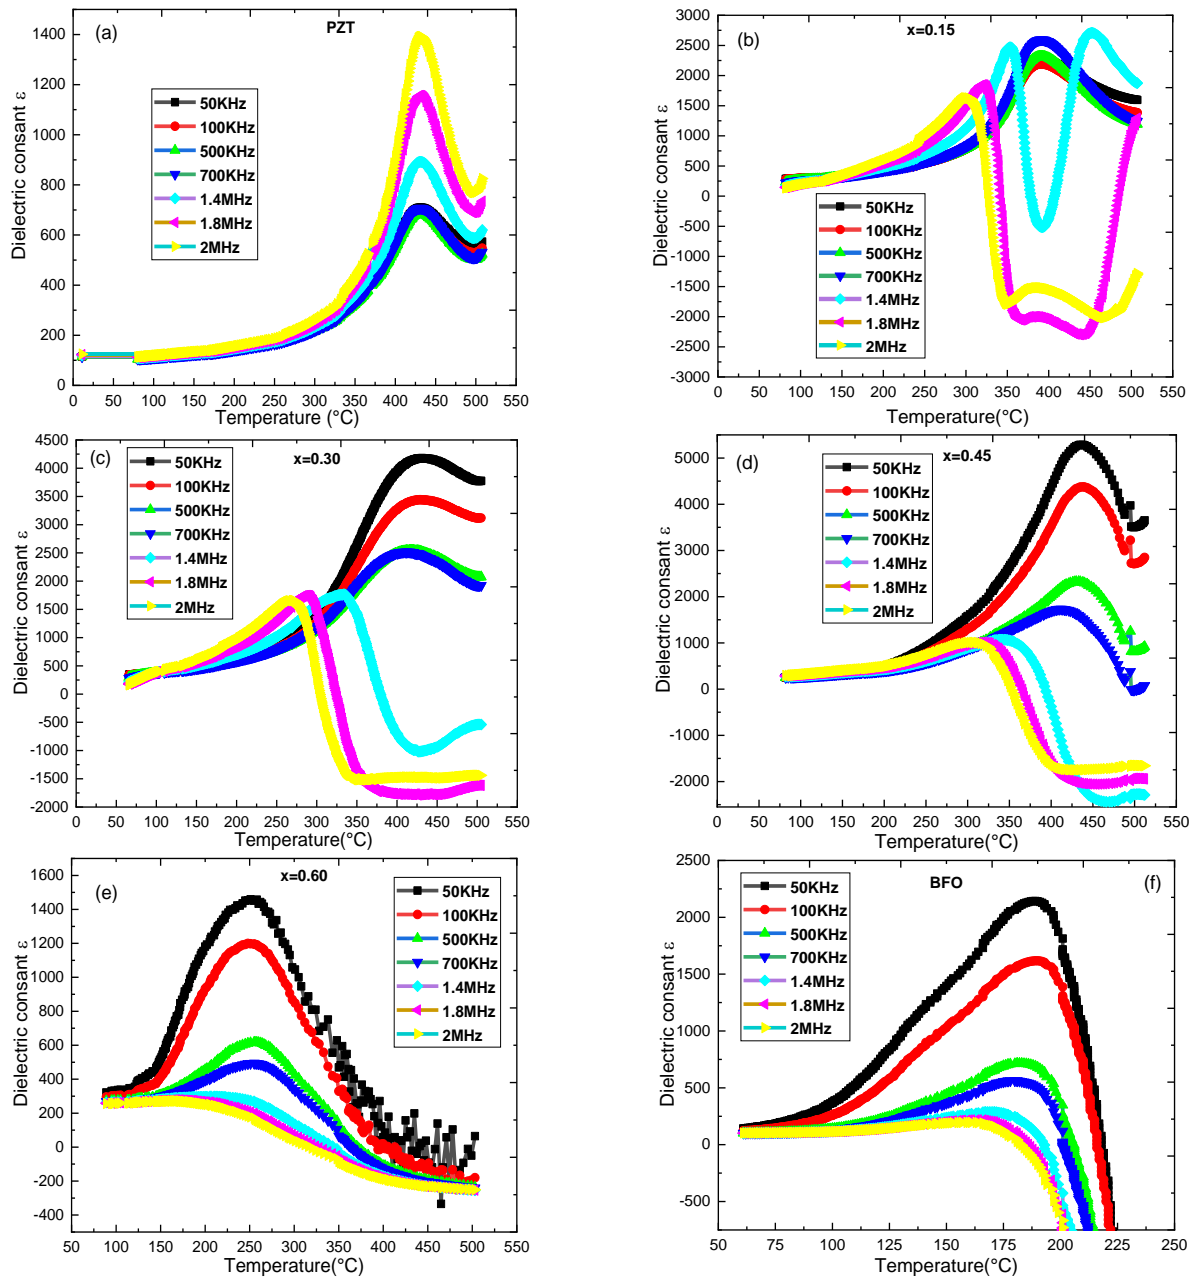 (a)
PZT
50KHz
100KHz
500KHz
700KHz
1.4MHz
1.8MHz
2MHz
Dielectric consant ε
1400
1200
1000
800
600
400
200
0
0 50 100 150 200 250 300 350 400 450 500 550
Temperature (°C)
(b)
x=0.15
50KHz
100KHz
500KHz
700KHz
1.4MHz
1.8MHz
2MHz
Dielectric consant ε
3000
2500
2000
1500
1000
500
0
-500
-1000
-1500
-2000
-2500
-3000
0 50 100 150 200 250 300 350 400 450 500 550
Temperature(°C)
(c)
x=0.30
50KHz
100KHz
500KHz
700KHz
1.4MHz
1.8MHz
2MHz
Dielectric consant ε
4500
4000
3500
3000
2500
2000
1500
1000
500
0
-500
-1000
-1500
-2000
0 50 100 150 200 250 300 350 400 450 500 550
Temperature(°C)
(d)
x=0.45
50KHz
100KHz
500KHz
700KHz
1.4MHz
1.8MHz
2MHz
Dielectric consant ε
5000
4000
3000
2000
1000
0
-1000
-2000
0 50 100 150 200 250 300 350 400 450 500 550
Temperature(°C)
(e)
x=0.60
50KHz
100KHz
500KHz
700KHz
1.4MHz
1.8MHz
2MHz
Dielectric consant ε
1600
1400
1200
1000
800
600
400
200
0
-200
-400
50 100 150 200 250 300 350 400 450 500 550
Temperature(°C)
(f)
BFO
50KHz
100KHz
500KHz
700KHz
1.4MHz
1.8MHz
2MHz
Dielectric consant ε
2500
2000
1500
1000
500
0
-500
50 75 100 125 150 175 200 225 250
Temperature(°C)